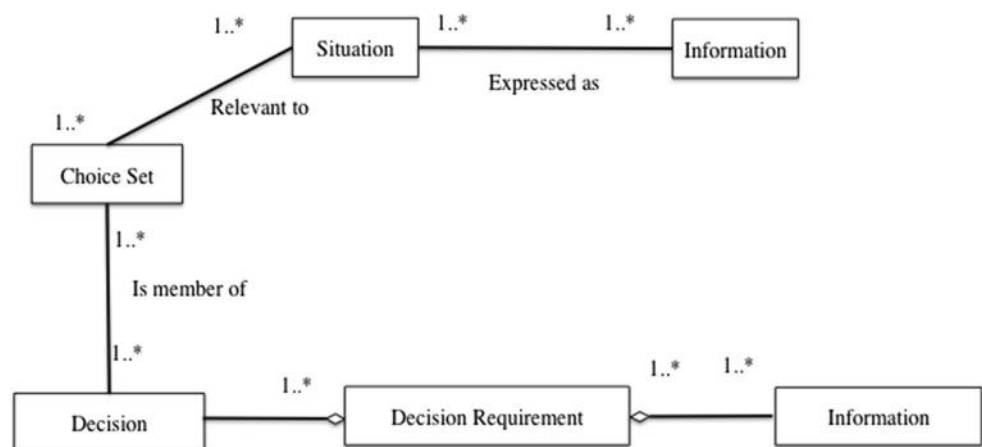 1..*
Situation
1..*
1..*
Information
Relevant to
Expressed as
1..*
Choice Set
1..*
Is member of
1..*
Decision
1..*
Decision Requirement
1..*
1..*
Information